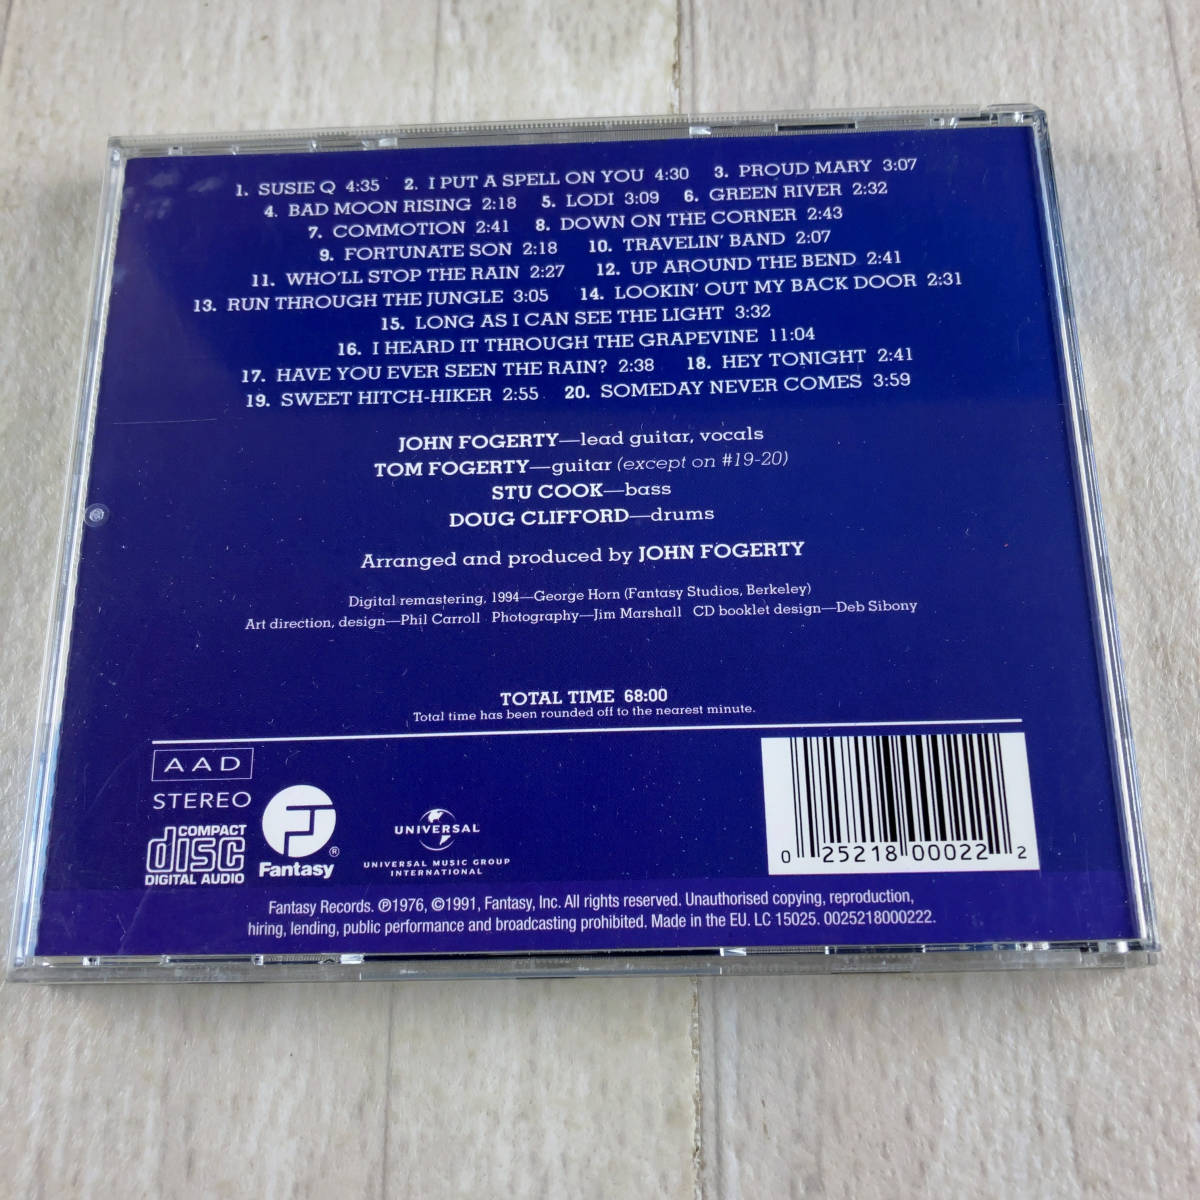 1. SUSIE Q 4:35 2. I PUT A SPELL ON YOU 4:30 3. PROUD MARY 3:07
4. BAD MOON RISING 2:18 5. LODI 3:09 6. GREEN RIVER 2:32
7. COMMOTION 2:41 8. DOWN ON THE CORNER 2:43
9. FORTUNATE SON 2:18 10. TRAVELIN' BAND 2:07
11. WHO'LL STOP THE RAIN 2:27 12. UP AROUND THE BEND 2:41
13. RUN THROUGH THE JUNGLE 3:05 14. LOOKIN' OUT MY BACK DOOR 2:31
15. LONG AS I CAN SEE THE LIGHT 3:32
16. I HEARD IT THROUGH THE GRAPEVINE 11:04
17. HAVE YOU EVER SEEN THE RAIN? 2:38 18. HEY TONIGHT 2:41
19. SWEET HITCH-HIKER 2:55 20. SOMEDAY NEVER COMES 3:59
JOHN FOGERTY—lead guitar, vocals
TOM FOGERTY—guitar (except on #19-20)
STU COOK—bass
DOUG CLIFFORD—drums
Arranged and produced by JOHN FOGERTY
Digital remastering, 1994—George Horn (Fantasy Studios, Berkeley)
Art direction, design—Phil Carroll Photography—Jim Marshall CD booklet design—Deb Sibony
TOTAL TIME 68:00
Total time has been rounded off to the nearest minute.
AAD
STEREO
COMPACT
disc
DIGITAL AUDIO
Fantasy®
UNIVERSAL
UNIVERSAL MUSIC GROUP
INTERNATIONAL
0 25218 00022 2
Fantasy Records. ℗1976, ©1991, Fantasy, Inc. All rights reserved. Unauthorised copying, reproduction,
hiring, lending, public performance and broadcasting prohibited. Made in the EU. LC 15025. 0025218000222.